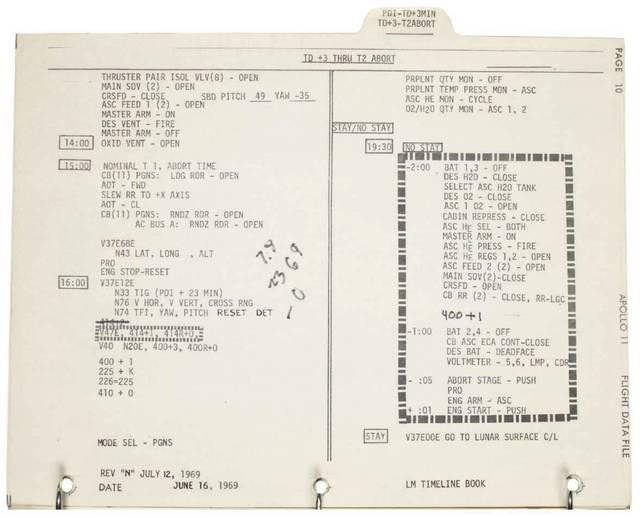 PDI-TD+3MIN
TD+3-T2ABORT
TD +3 THRU T2 ABORT
PAGE 10
THRUSTER PAIR ISOL VLV(8) - OPEN
MAIN SOV (2) - OPEN
CRSFD - CLOSE SBD PITCH 49 YAW -35
ASC FEED 1 (2) - OPEN
MASTER ARM - ON
DES VENT - FIRE
MASTER ARM - OFF
14:00 OXID VENT - OPEN
15:00 NOMINAL T 1, ABORT TIME
CB(11) PGNS: LDG RDR - OPEN
AOT - FWD
SLEW RR TO +X AXIS
AOT - CL
CB(11) PGNS: RNDZ RDR - OPEN
AC BUS A: RNDZ RDR - OPEN
V37E68E
N43 LAT, LONG , ALT
PRO
ENG STOP-RESET
16:00 V37E12E
N33 TIG (PDI + 23 MIN)
N76 V HOR, V VERT, CROSS RNG
N74 TFI, YAW, PITCH RESET DET
V47E, 414+1, 414R+0,
V40 N20E, 400+3, 400R+0
400 + 1
225 + K
226=225
410 + 0
MODE SEL - PGNS
REV "N" JULY 12, 1969
DATE JUNE 16, 1969
PRPLNT QTY MON - OFF
PRPLNT TEMP PRESS MON - ASC
ASC HE MON - CYCLE
O2/H2O QTY MON - ASC 1, 2
STAY/NO STAY
19:30 NO STAY
-2:00 BAT 1,3 - OFF
DES H2O - CLOSE
SELECT ASC H2O TANK
DES O2 - CLOSE
ASC 1 O2 - OPEN
CABIN REPRESS - CLOSE
ASC HE SEL - BOTH
MASTER ARM - ON
ASC HE PRESS - FIRE
ASC HE REGS 1,2 - OPEN
ASC FEED 2 (2) - OPEN
MAIN SOV(2)-CLOSE
CRSFD - OPEN
CB RR (2) - CLOSE, RR-LGC
400+1
-1:00 BAT 2,4 - OFF
CB ASC ECA CONT-CLOSE
DES BAT - DEADFACE
VOLTMETER - 5,6, LMP, CDR
- :05 ABORT STAGE - PUSH
PRO
ENG ARM - ASC
+ :01 ENG START - PUSH
STAY V37E00E GO TO LUNAR SURFACE C/L
LM TIMELINE BOOK
APOLLO 11 FLIGHT DATA FILE